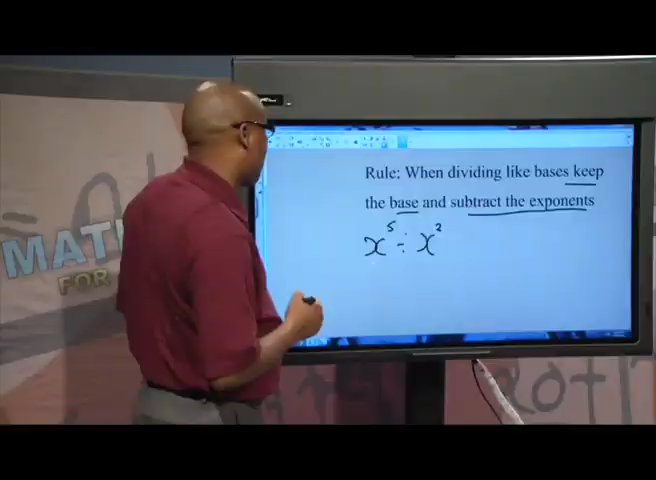 Rule: When dividing like bases keep
the base and subtract the exponents
x⁵ ÷ x²
MATH
FOR